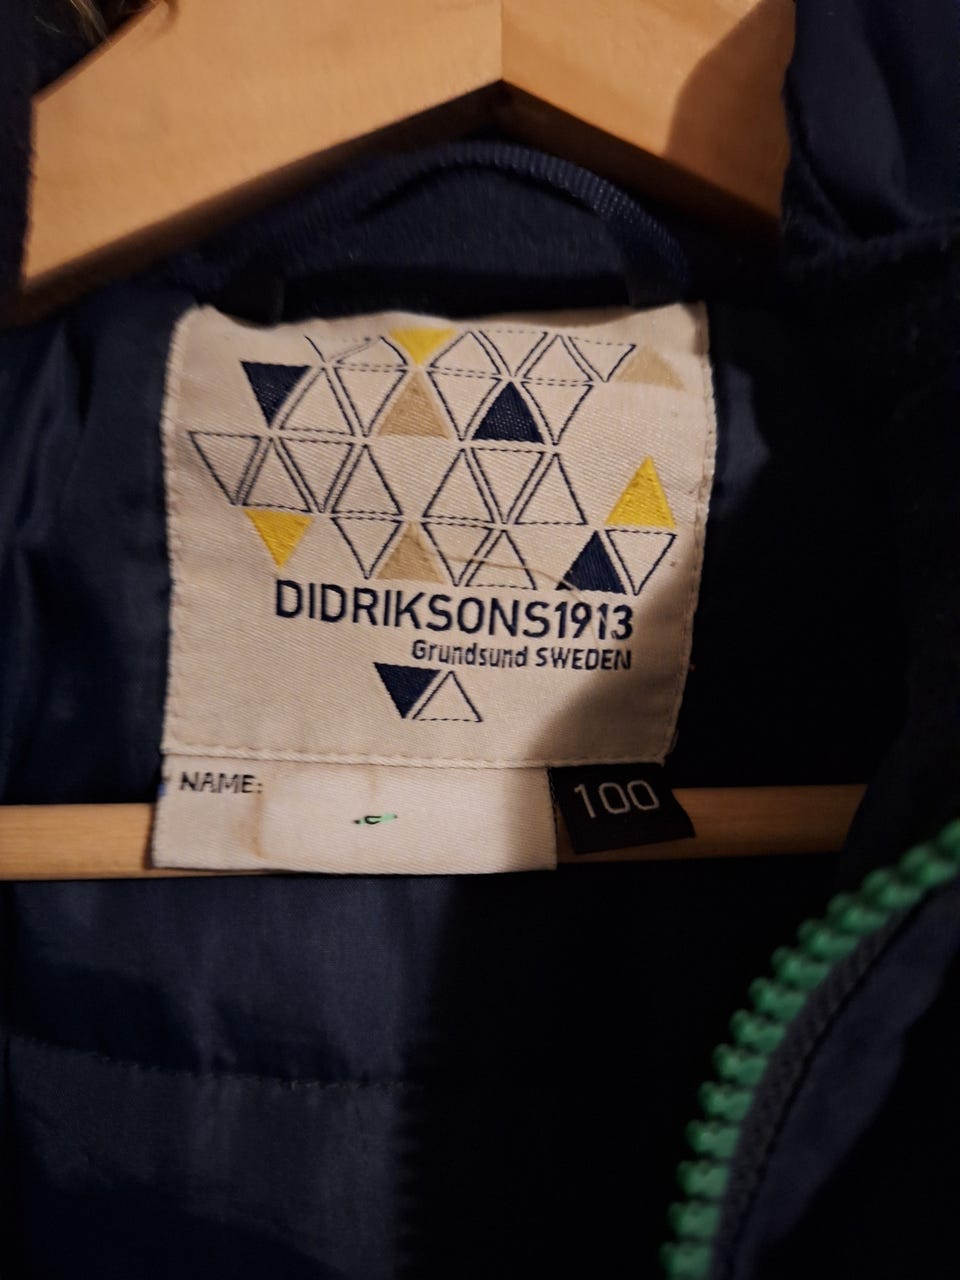 DIDRIKSONS1913
Grundsund SWEDEN
NAME:
100